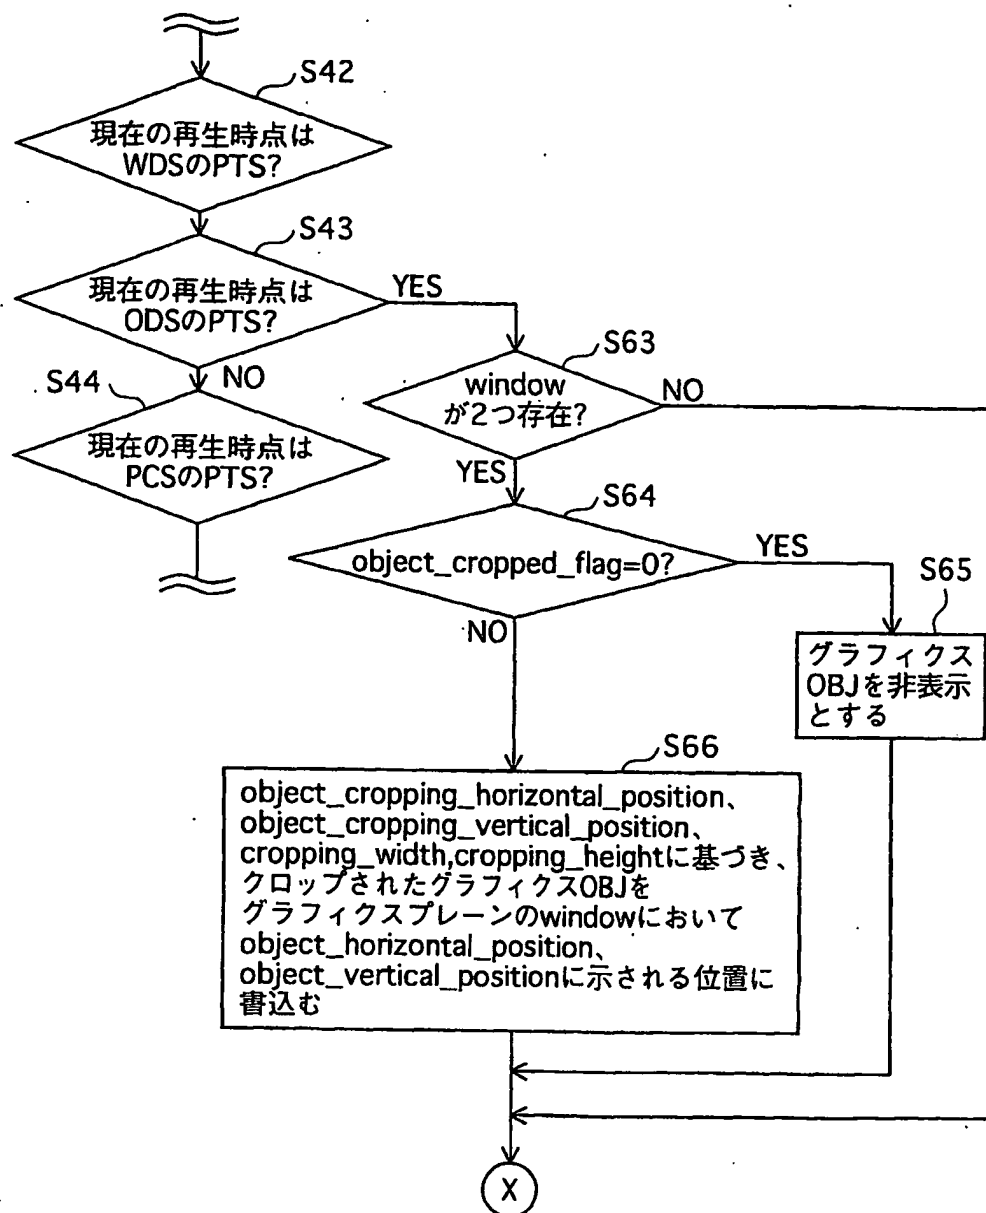 S42
現在の再生時点は
WDSのPTS?
S43
現在の再生時点は
ODSのPTS?
YES
S63
window
が2つ存在?
NO
NO
S44
現在の再生時点は
PCSのPTS?
YES
S64
object_cropped_flag=0?
YES
S65
グラフィクス
OBJを非表示
とする
NO
S66
object_cropping_horizontal_position、
object_cropping_vertical_position、
cropping_width,cropping_heightに基づき、
クロップされたグラフィクスOBJを
グラフィクスプレーンのwindowにおいて
object_horizontal_position、
object_vertical_positionに示される位置に
書込む
X